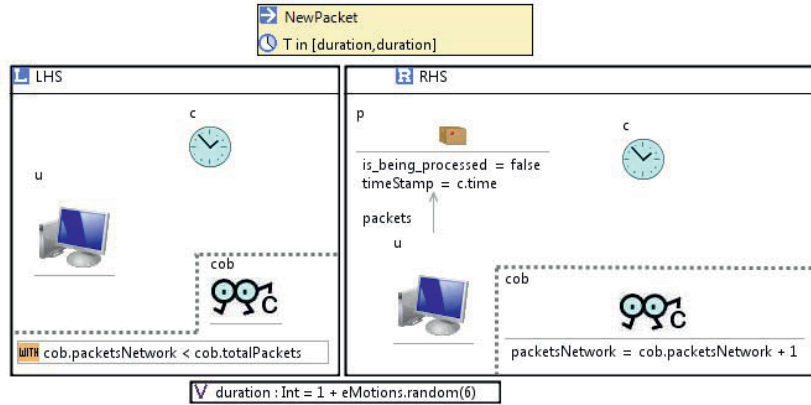 NewPacket
T in [duration,duration]
L LHS
c
u
cob
C
WITH cob.packetsNetwork < cob.totalPackets
R RHS
p
is_being_processed = false
timeStamp = c.time
c
packets
u
cob
C
packetsNetwork = cob.packetsNetwork + 1
V duration : Int = 1 + eMotions.random(6)